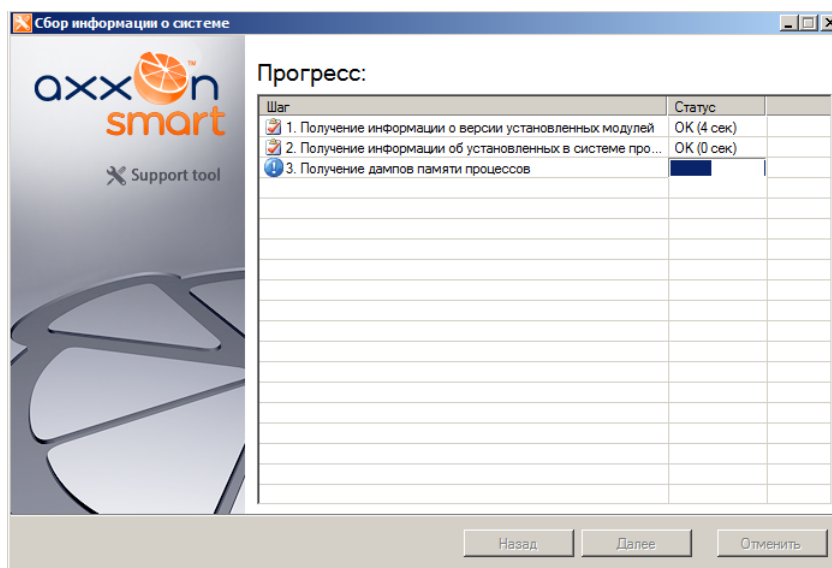 Сбор информации о системе
axxon
™
smart
Support tool
Прогресс:
Шаг Статус
1. Получение информации о версии установленных модулей OK (4 сек)
2. Получение информации об установленных в системе про... OK (0 сек)
3. Получение дампов памяти процессов
Назад Далее Отменить